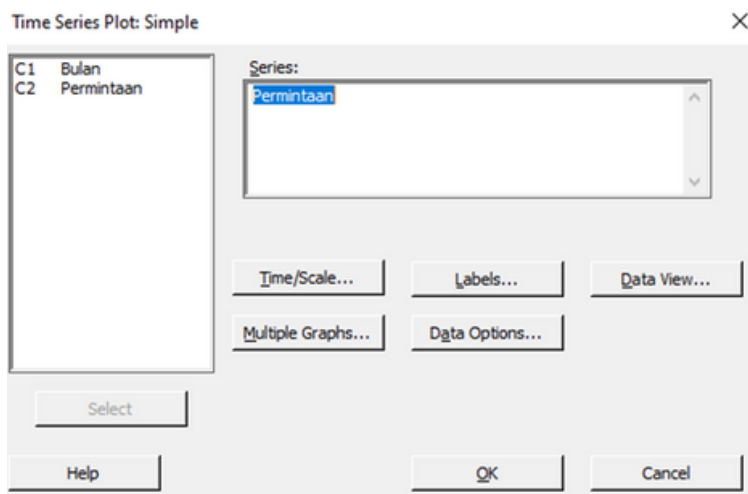 Time Series Plot: Simple
C1 Bulan
C2 Permintaan
Series:
Permintaan
Time/Scale... Labels... Data View...
Multiple Graphs... Data Options...
Select
Help OK Cancel